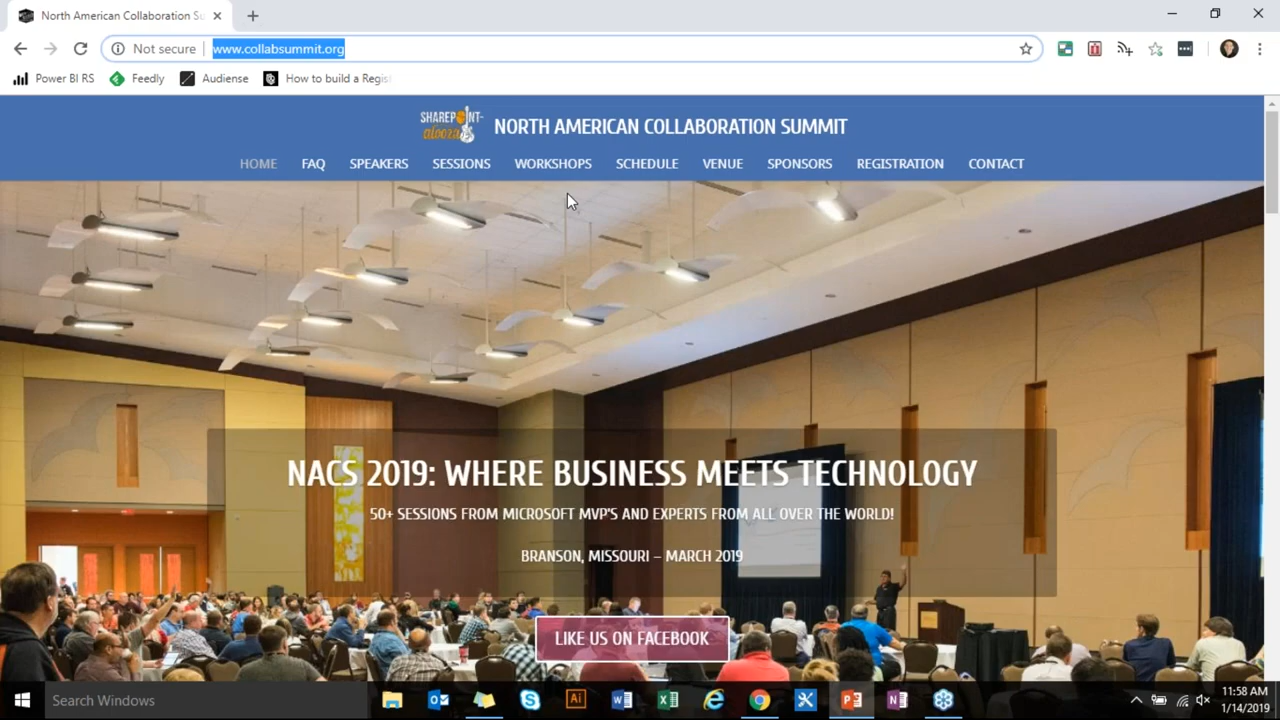 North American Collaboration Su
Not secure
www.collabsummit.org
Power BI RS
Feedly
Audiense
How to build a Regis
SHAREPOINT-
alooza
NORTH AMERICAN COLLABORATION SUMMIT
HOME FAQ SPEAKERS SESSIONS WORKSHOPS SCHEDULE VENUE SPONSORS REGISTRATION CONTACT
NACS 2019: WHERE BUSINESS MEETS TECHNOLOGY
50+ SESSIONS FROM MICROSOFT MVP'S AND EXPERTS FROM ALL OVER THE WORLD!
BRANSON, MISSOURI – MARCH 2019
LIKE US ON FACEBOOK
Search Windows
11:58 AM
1/14/2019